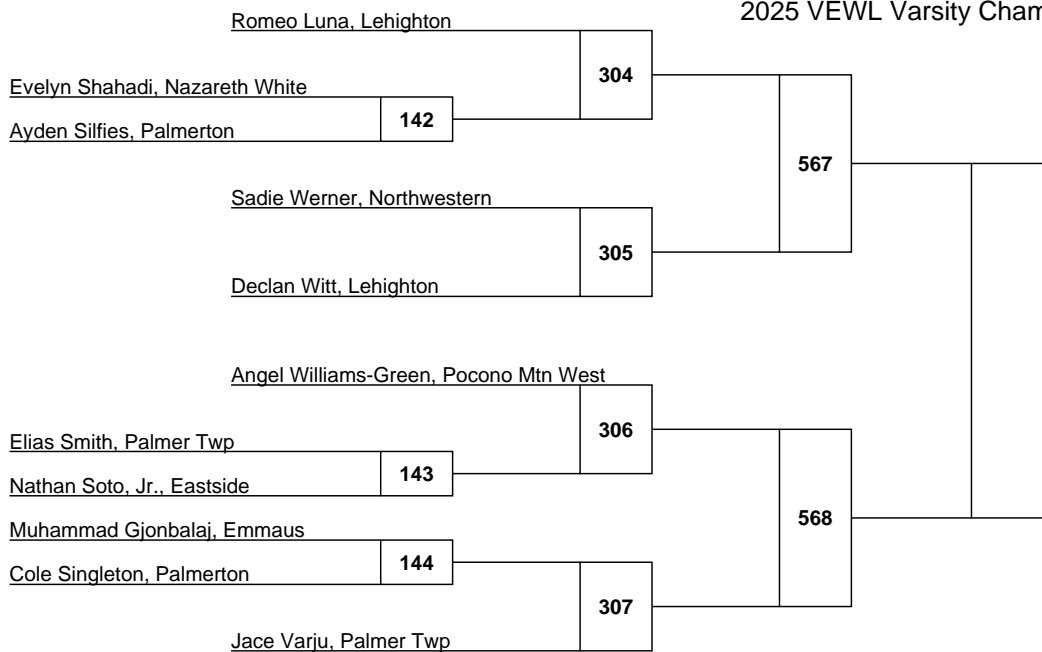 2025 VEWL Varsity Cham
Romeo Luna, Lehighton
304
Evelyn Shahadi, Nazareth White
142
Ayden Silfies, Palmerton
567
Sadie Werner, Northwestern
305
Declan Witt, Lehighton
Angel Williams-Green, Pocono Mtn West
306
Elias Smith, Palmer Twp
143
Nathan Soto, Jr., Eastside
568
Muhammad Gjonbalaj, Emmaus
144
Cole Singleton, Palmerton
307
Jace Varju, Palmer Twp